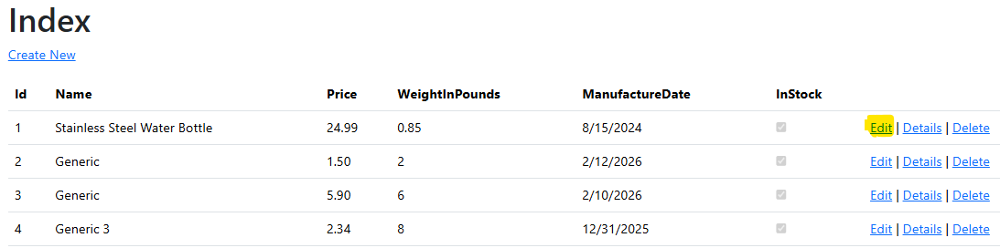 Index
Create New
Id Name Price WeightInPounds ManufactureDate InStock
1 Stainless Steel Water Bottle 24.99 0.85 8/15/2024 Edit | Details | Delete
2 Generic 1.50 2 2/12/2026 Edit | Details | Delete
3 Generic 5.90 6 2/10/2026 Edit | Details | Delete
4 Generic 3 2.34 8 12/31/2025 Edit | Details | Delete